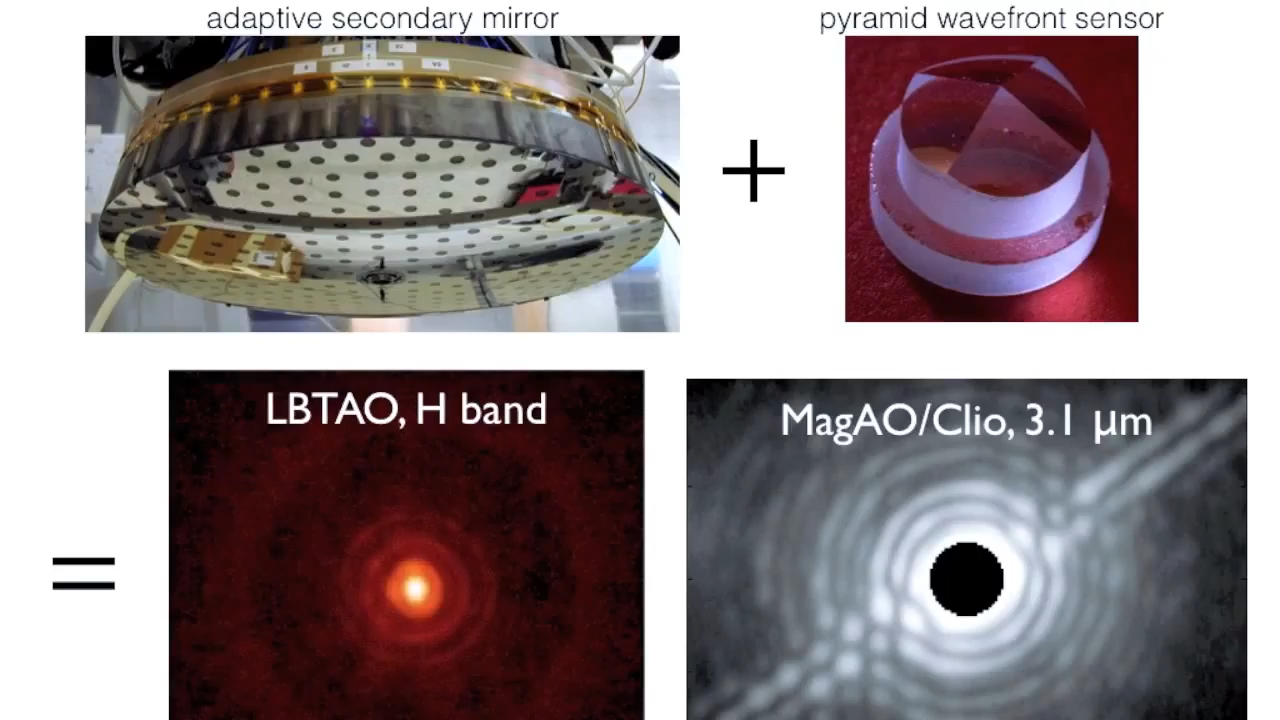 adaptive secondary mirror
pyramid wavefront sensor
+
=
LBTAO, H band
MagAO/Clio, 3.1 μm